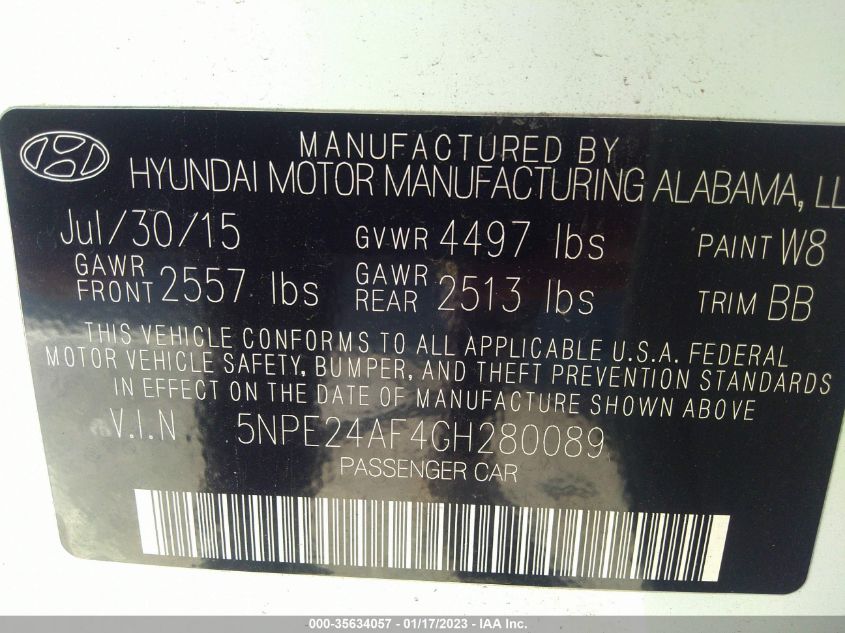 MANUFACTURED BY
HYUNDAI MOTOR MANUFACTURING ALABAMA, LL
Jul/30/15 GVWR 4497 lbs PAINT W8
GAWR FRONT 2557 lbs GAWR REAR 2513 lbs TRIM BB
THIS VEHICLE CONFORMS TO ALL APPLICABLE U.S.A. FEDERAL
MOTOR VEHICLE SAFETY, BUMPER, AND THEFT PREVENTION STANDARDS
IN EFFECT ON THE DATE OF MANUFACTURE SHOWN ABOVE
V.I.N 5NPE24AF4GH280089
PASSENGER CAR
000-35634057 - 01/17/2023 - IAA Inc.